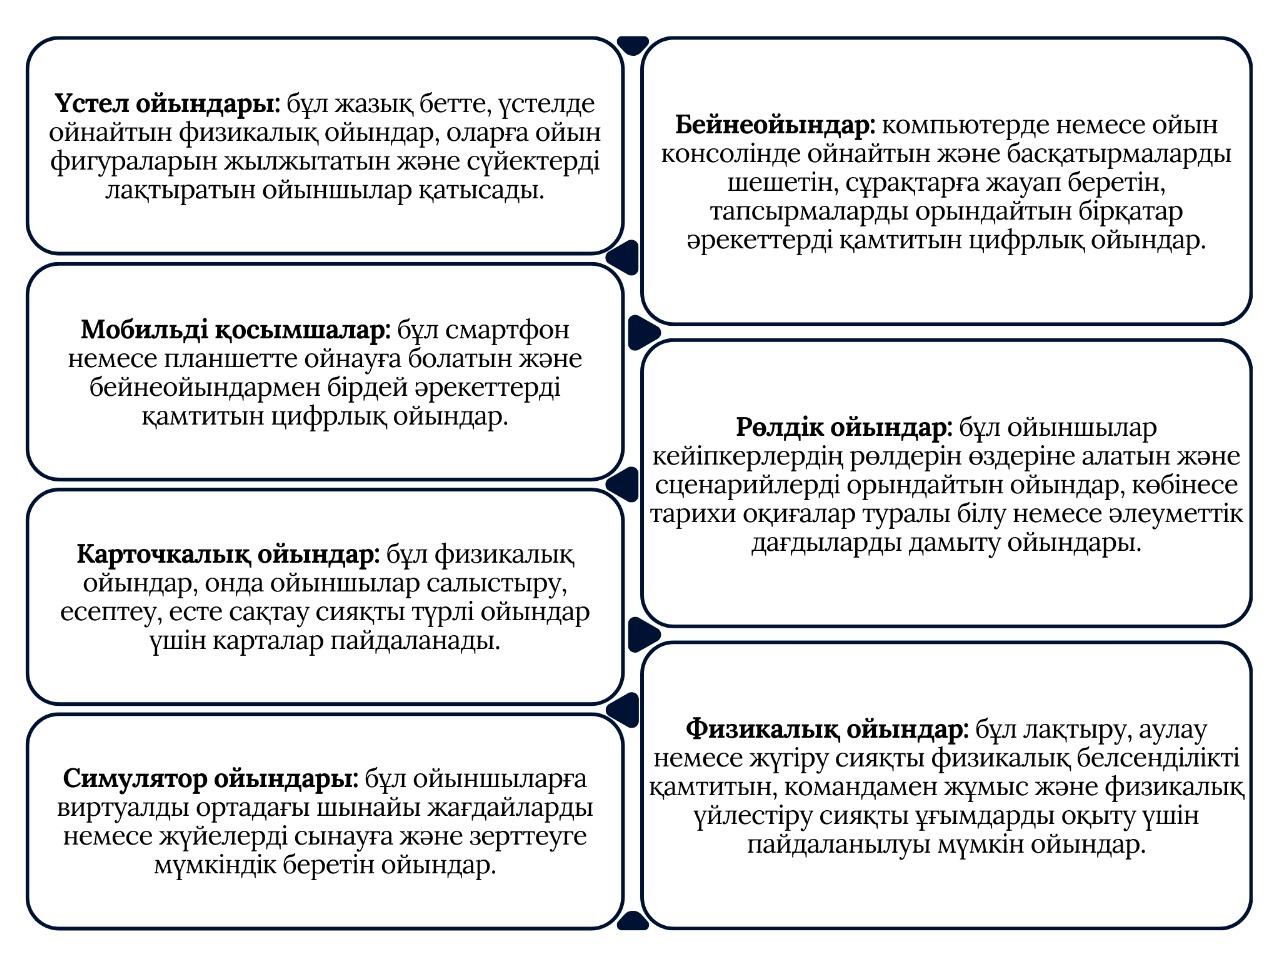 Үстел ойындары: бұл жазық бетте, үстелде
ойнайтын физикалық ойындар, оларға ойын
фигураларын жылжытатын және сүйектерді
лақтыратын ойыншылар қатысады.
Мобильді қосымшалар: бұл смартфон
немесе планшетте ойнауға болатын және
бейнеойындармен бірдей әрекеттерді
қамтитын цифрлық ойындар.
Карточкалық ойындар: бұл физикалық
ойындар, онда ойыншылар салыстыру,
есептеу, есте сақтау сияқты түрлі ойындар
үшін карталар пайдаланады.
Симулятор ойындары: бұл ойыншыларға
виртуалды ортадағы шынайы жағдайларды
немесе жүйелерді сынауға және зерттеуге
мүмкіндік беретін ойындар.
Бейнеойындар: компьютерде немесе ойын
консолінде ойнайтын және басқатырмаларды
шешетін, сұрақтарға жауап беретін,
тапсырмаларды орындайтын бірқатар
әрекеттерді қамтитын цифрлық ойындар.
Рөлдік ойындар: бұл ойыншылар
кейіпкерлердің рөлдерін өздеріне алатын және
сценарийлерді орындайтын ойындар, көбінесе
тарихи оқиғалар туралы білу немесе әлеуметтік
дағдыларды дамыту ойындары.
Физикалық ойындар: бұл лақтыру, аулау
немесе жүгіру сияқты физикалық белсенділікті
қамтитын, командамен жұмыс және физикалық
үйлестіру сияқты ұғымдарды оқыту үшін
пайдаланылуы мүмкін ойындар.